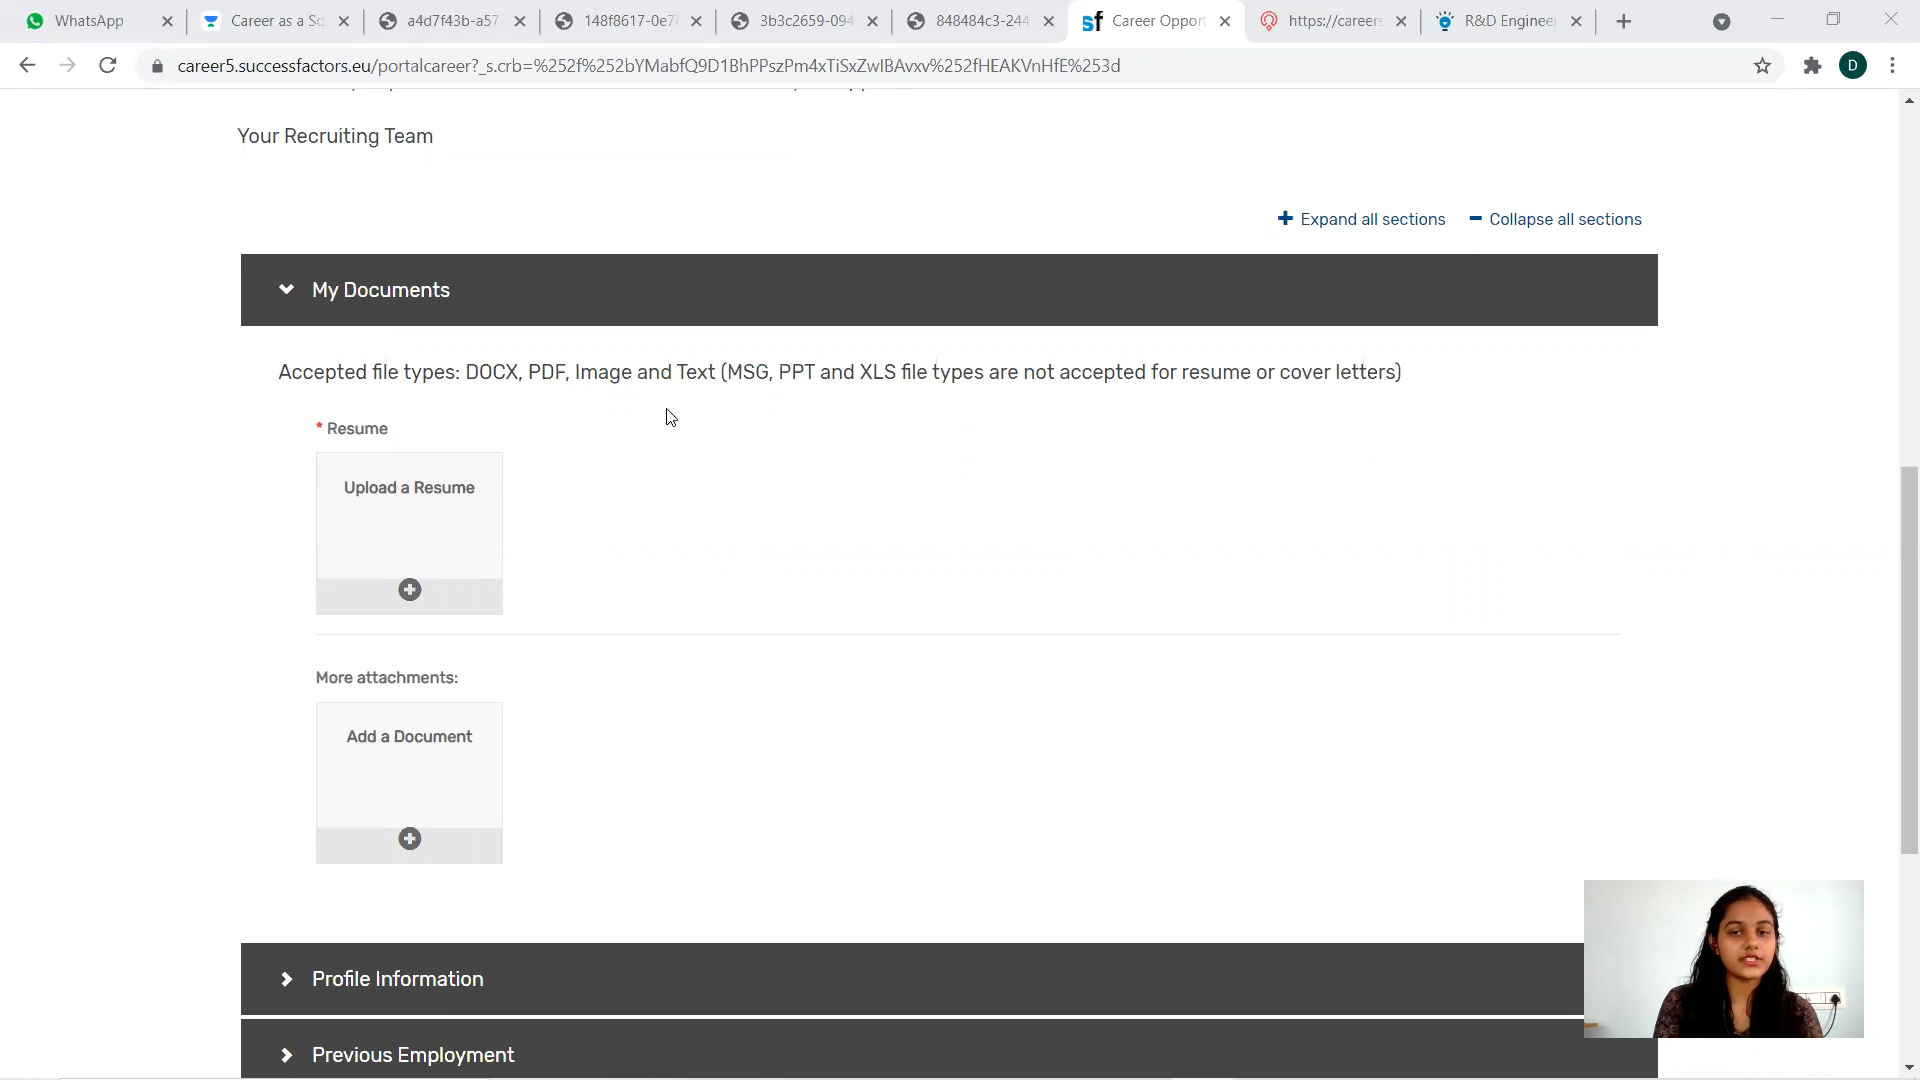 WhatsApp
Career as a Sc
a4d7f43b-a57
148f8617-0e7
3b3c2659-094
848484c3-244
Career Opport
https://careers
R&D Enginee
career5.successfactors.eu/portalcareer?_s.crb=%252f%252bYMabfQ9D1BhPPszPm4xTiSxZwIBAvxv%252fHEAKVnHfE%253d
D
Your Recruiting Team
Expand all sections
Collapse all sections
My Documents
Accepted file types: DOCX, PDF, Image and Text (MSG, PPT and XLS file types are not accepted for resume or cover letters)
* Resume
Upload a Resume
More attachments:
Add a Document
Profile Information
Previous Employment